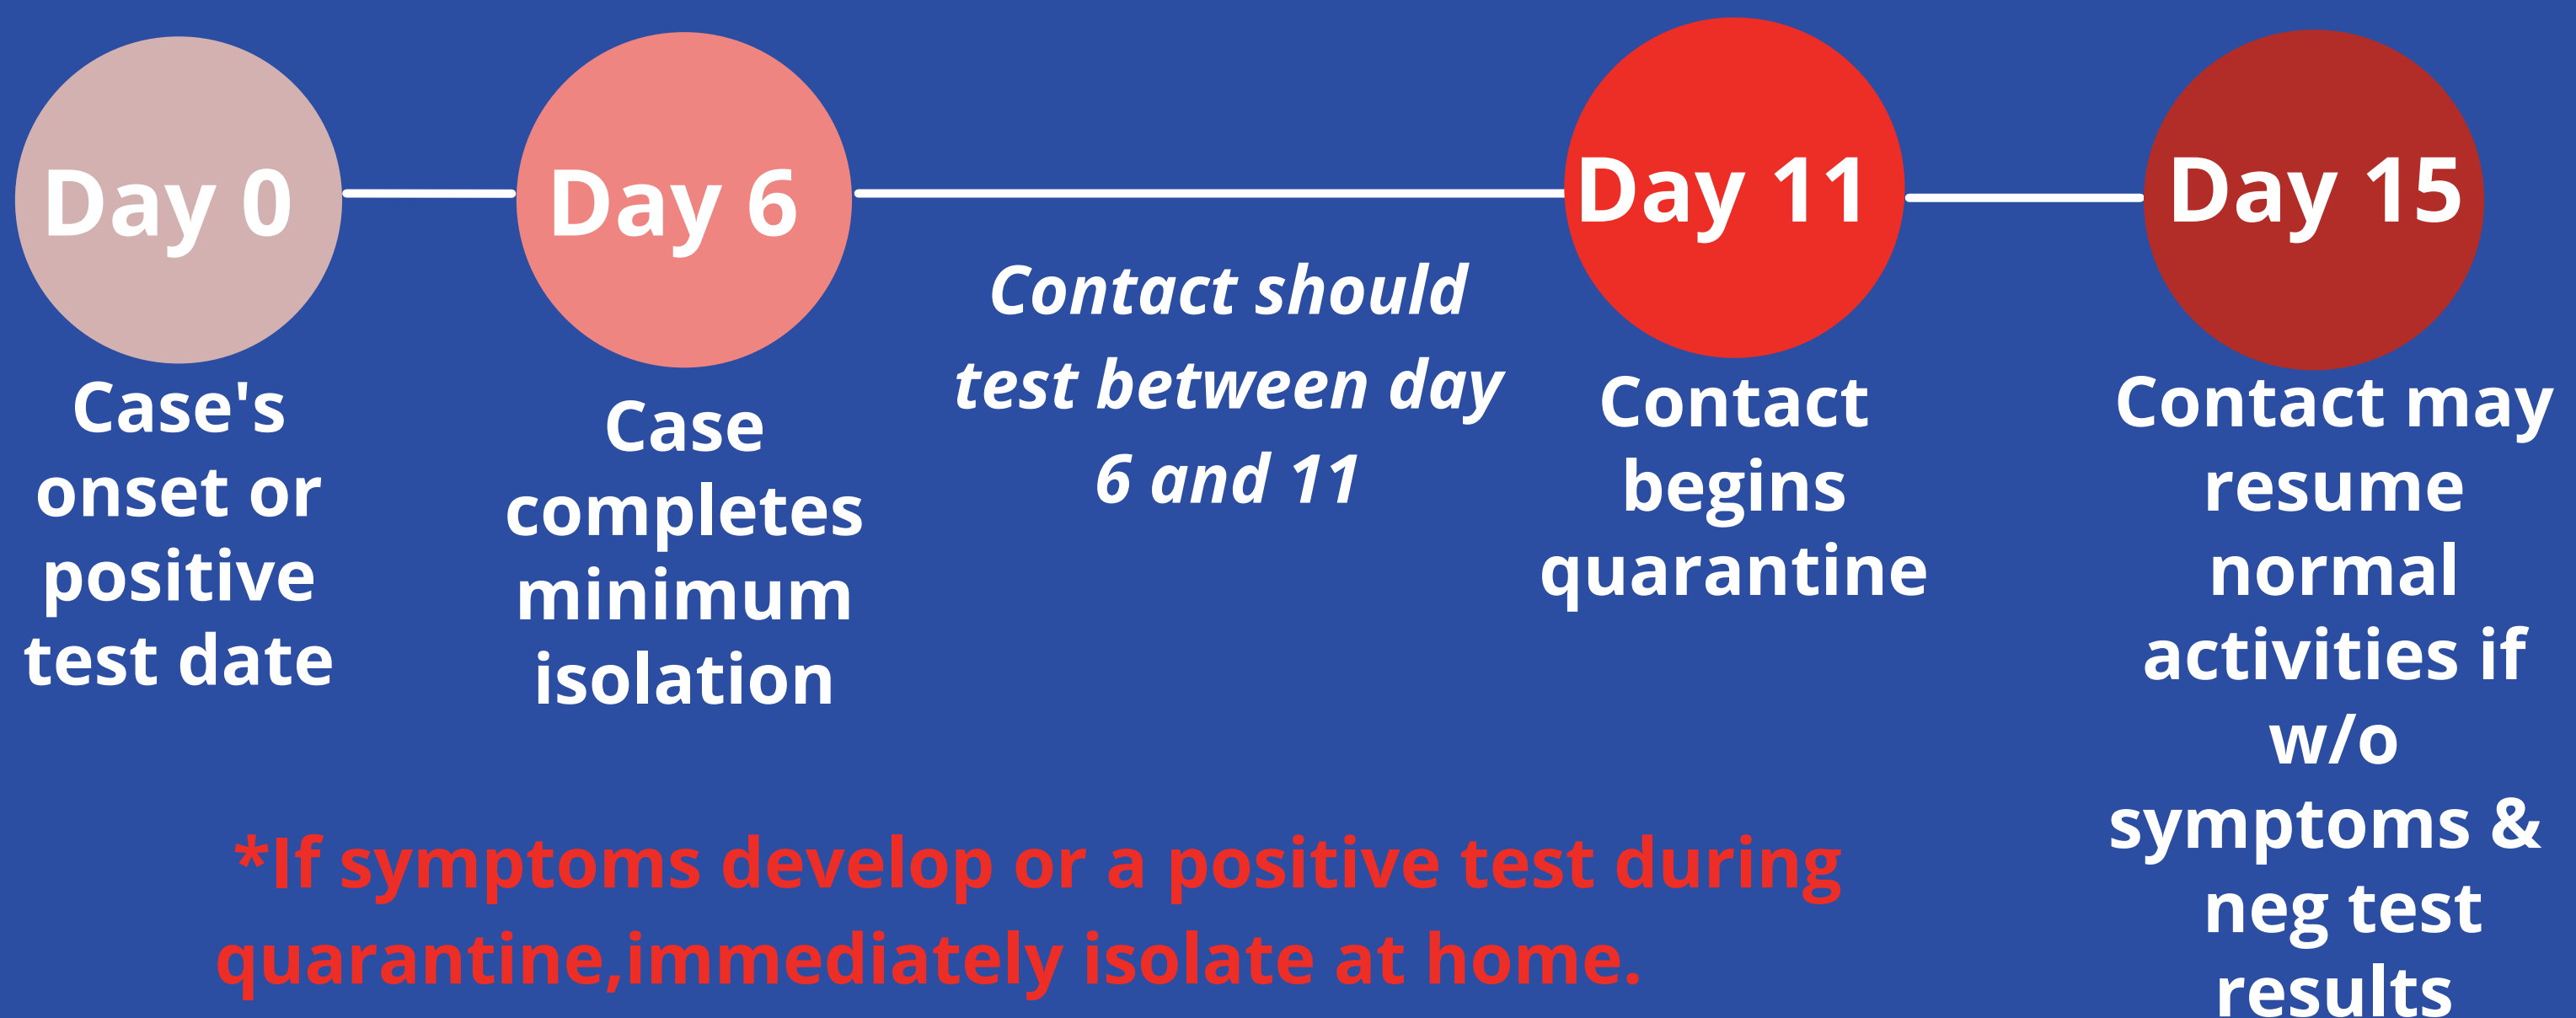 Day 0
Case's
onset or
positive
test date
Day 6
Case
completes
minimum
isolation
Contact should
test between day
6 and 11
Day 11
Contact
begins
quarantine
Day 15
Contact may
resume
normal
activities if
w/o
symptoms &
neg test
results
*If symptoms develop or a positive test during
quarantine,immediately isolate at home.